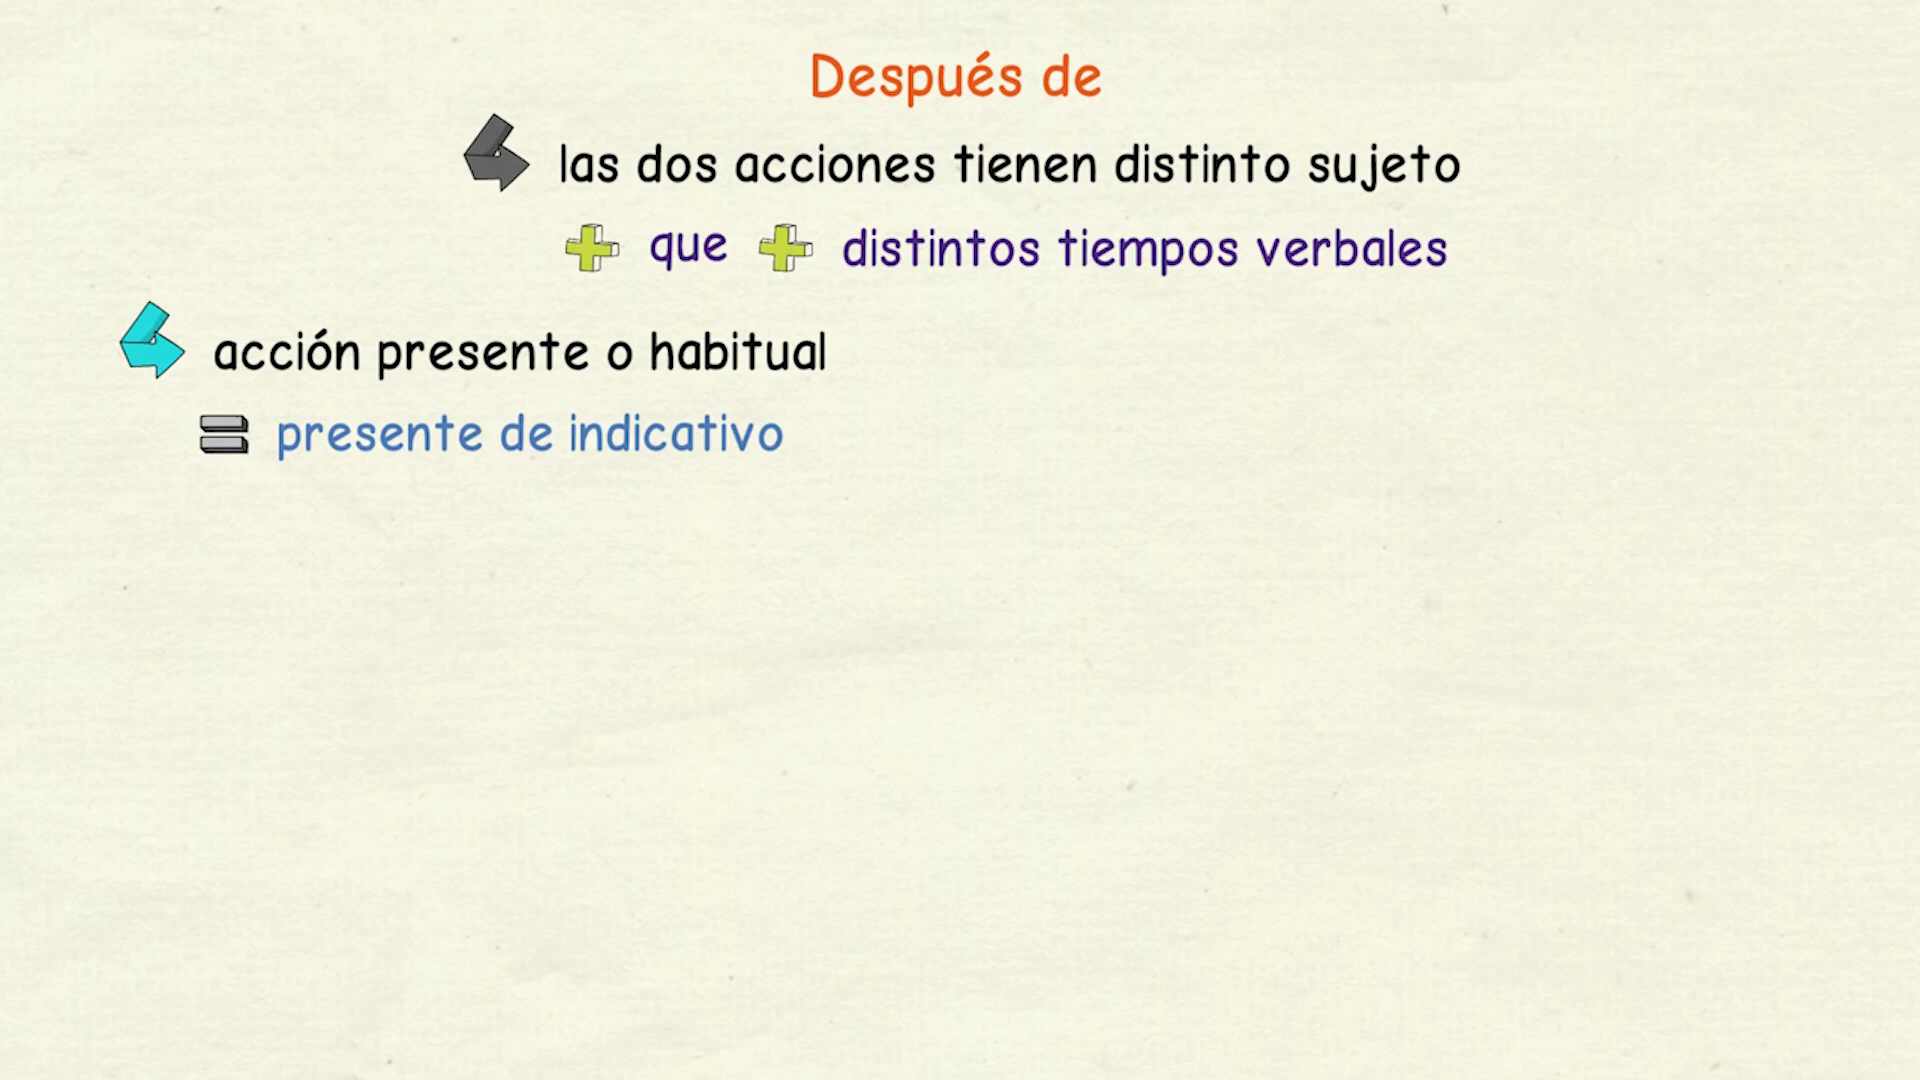 Después de
las dos acciones tienen distinto sujeto
+ que + distintos tiempos verbales
acción presente o habitual
= presente de indicativo